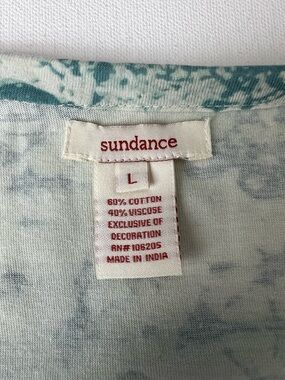 sundance
L
60% COTTON
40% VISCOSE
EXCLUSIVE OF
DECORATION
RN# 106205
MADE IN INDIA